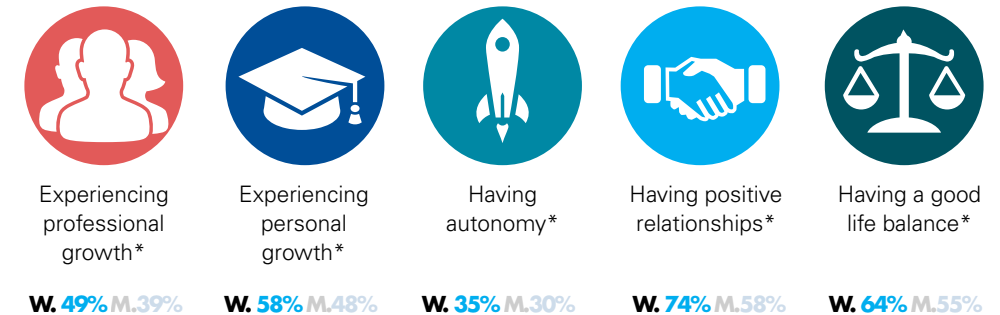 Experiencing
professional
growth*
W. 49% M.39%
Experiencing
personal
growth*
W. 58% M.48%
Having
autonomy*
W. 35% M.30%
Having positive
relationships*
W. 74% M.58%
Having a good
life balance*
W. 64% M.55%